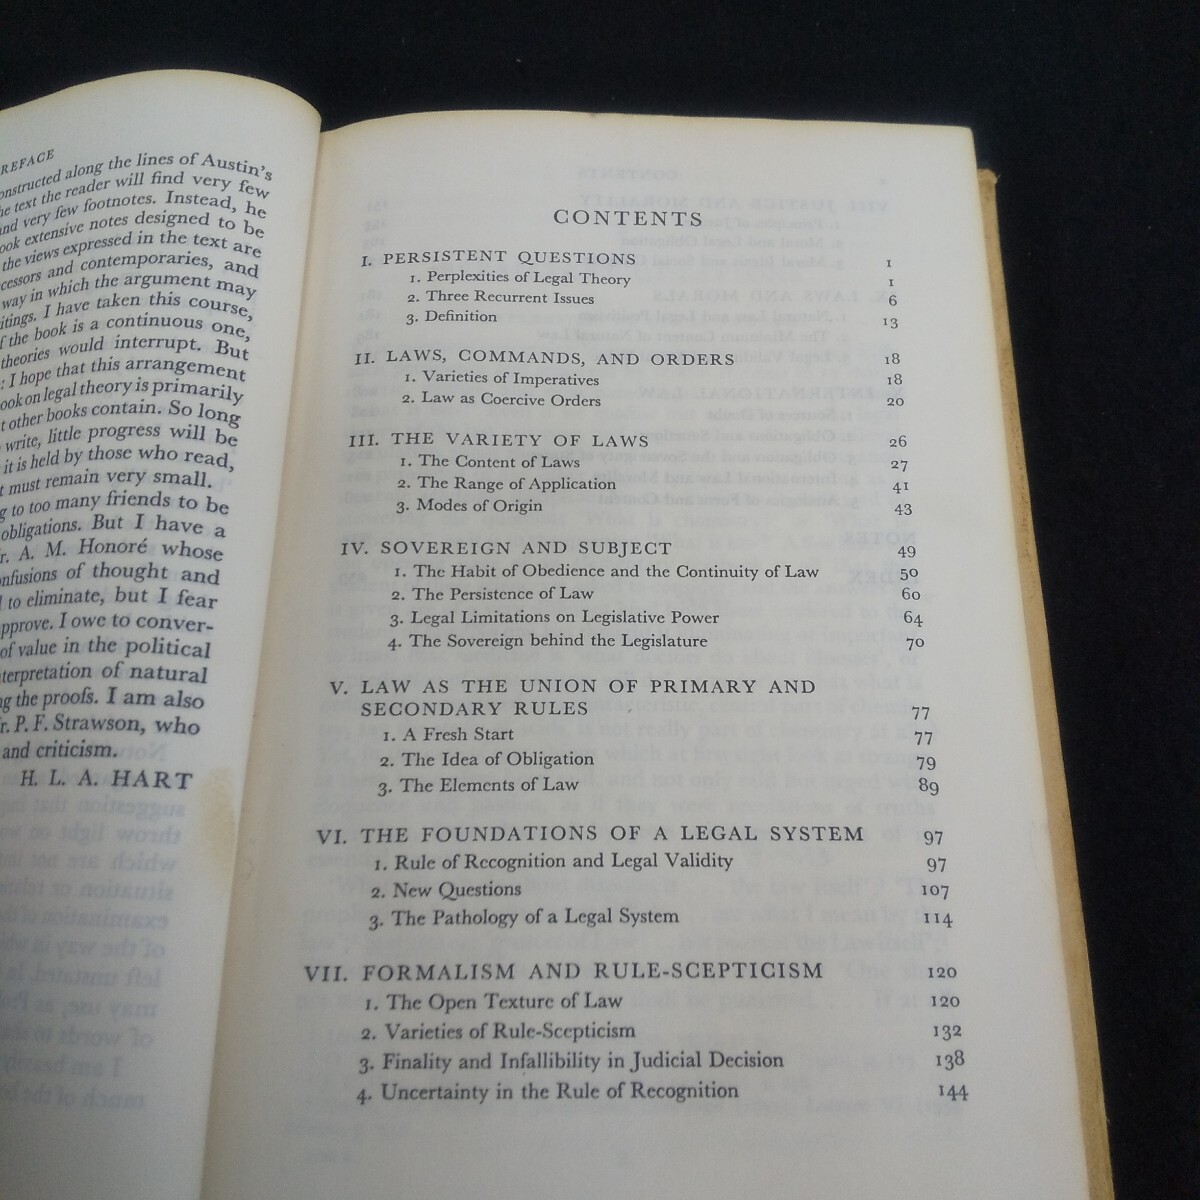 REFACE
onstructed along the lines of Austin's
he text the reader will find very few
nd very few footnotes. Instead, he
ook extensive notes designed to be
the views expressed in the text are
cessors and contemporaries, and
way in which the argument may
itings. I have taken this course,
f the book is a continuous one,
theories would interrupt. But
: I hope that this arrangement
ook on legal theory is primarily
t other books contain. So long
write, little progress will be
it is held by those who read,
t must remain very small.
g to too many friends to be
obligations. But I have a
r. A. M. Honoré whose
nfusions of thought and
l to eliminate, but I fear
pprove. I owe to conver-
of value in the political
terpretation of natural
ng the proofs. I am also
r. P. F. Strawson, who
and criticism.
H. L. A. HART
CONTENTS
I. PERSISTENT QUESTIONS 1
1. Perplexities of Legal Theory 1
2. Three Recurrent Issues 6
3. Definition 13
II. LAWS, COMMANDS, AND ORDERS 18
1. Varieties of Imperatives 18
2. Law as Coercive Orders 20
III. THE VARIETY OF LAWS 26
1. The Content of Laws 27
2. The Range of Application 41
3. Modes of Origin 43
IV. SOVEREIGN AND SUBJECT 49
1. The Habit of Obedience and the Continuity of Law 50
2. The Persistence of Law 60
3. Legal Limitations on Legislative Power 64
4. The Sovereign behind the Legislature 70
V. LAW AS THE UNION OF PRIMARY AND
SECONDARY RULES 77
1. A Fresh Start 77
2. The Idea of Obligation 79
3. The Elements of Law 89
VI. THE FOUNDATIONS OF A LEGAL SYSTEM 97
1. Rule of Recognition and Legal Validity 97
2. New Questions 107
3. The Pathology of a Legal System 114
VII. FORMALISM AND RULE-SCEPTICISM 120
1. The Open Texture of Law 120
2. Varieties of Rule-Scepticism 132
3. Finality and Infallibility in Judicial Decision 138
4. Uncertainty in the Rule of Recognition 144